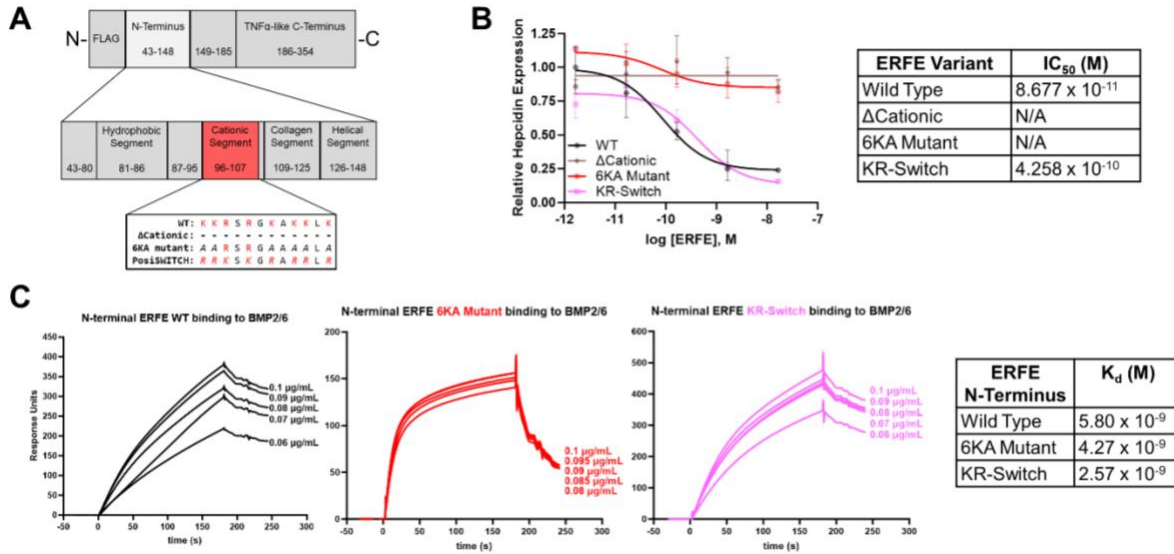 A
N-
FLAG
N-Terminus
43-148
149-185
TNFα-like C-Terminus
186-354
-C
43-80
Hydrophobic
Segment
81-86
87-95
Cationic
Segment
96-107
Collagen
Segment
109-125
Helical
Segment
126-148
WT: K K R S R G K A K K L K
ΔCationic: - - - - - - - - - - - -
6KA mutant: A A R S R G A A A A L A
PosiSWITCH: R R K S K G R A R R L R
B
Relative Hepcidin Expression
1.25
1.00
0.75
0.50
0.25
0.00
WT
ΔCationic
6KA Mutant
KR-Switch
-12 -11 -10 -9 -8 -7
log [ERFE], M
ERFE Variant IC50 (M)
Wild Type 8.677 x 10-11
ΔCationic N/A
6KA Mutant N/A
KR-Switch 4.258 x 10-10
C
N-terminal ERFE WT binding to BMP2/6
Response Units
450
400
350
300
250
200
150
100
50
0
0.1 µg/mL
0.09 µg/mL
0.08 µg/mL
0.07 µg/mL
0.06 µg/mL
-50 0 50 100 150 200 250 300
time (s)
N-terminal ERFE 6KA Mutant binding to BMP2/6
200
150
100
50
0
0.1 µg/mL
0.095 µg/mL
0.09 µg/mL
0.085 µg/mL
0.08 µg/mL
-50 0 50 100 150 200 250 300
time (s)
N-terminal ERFE KR-Switch binding to BMP2/6
600
500
400
300
200
100
0
0.1 µg/mL
0.09 µg/mL
0.08 µg/mL
0.07 µg/mL
0.06 µg/mL
-50 0 50 100 150 200 250 300
time (s)
ERFE
N-Terminus
Kd (M)
Wild Type 5.80 x 10-9
6KA Mutant 4.27 x 10-9
KR-Switch 2.57 x 10-9